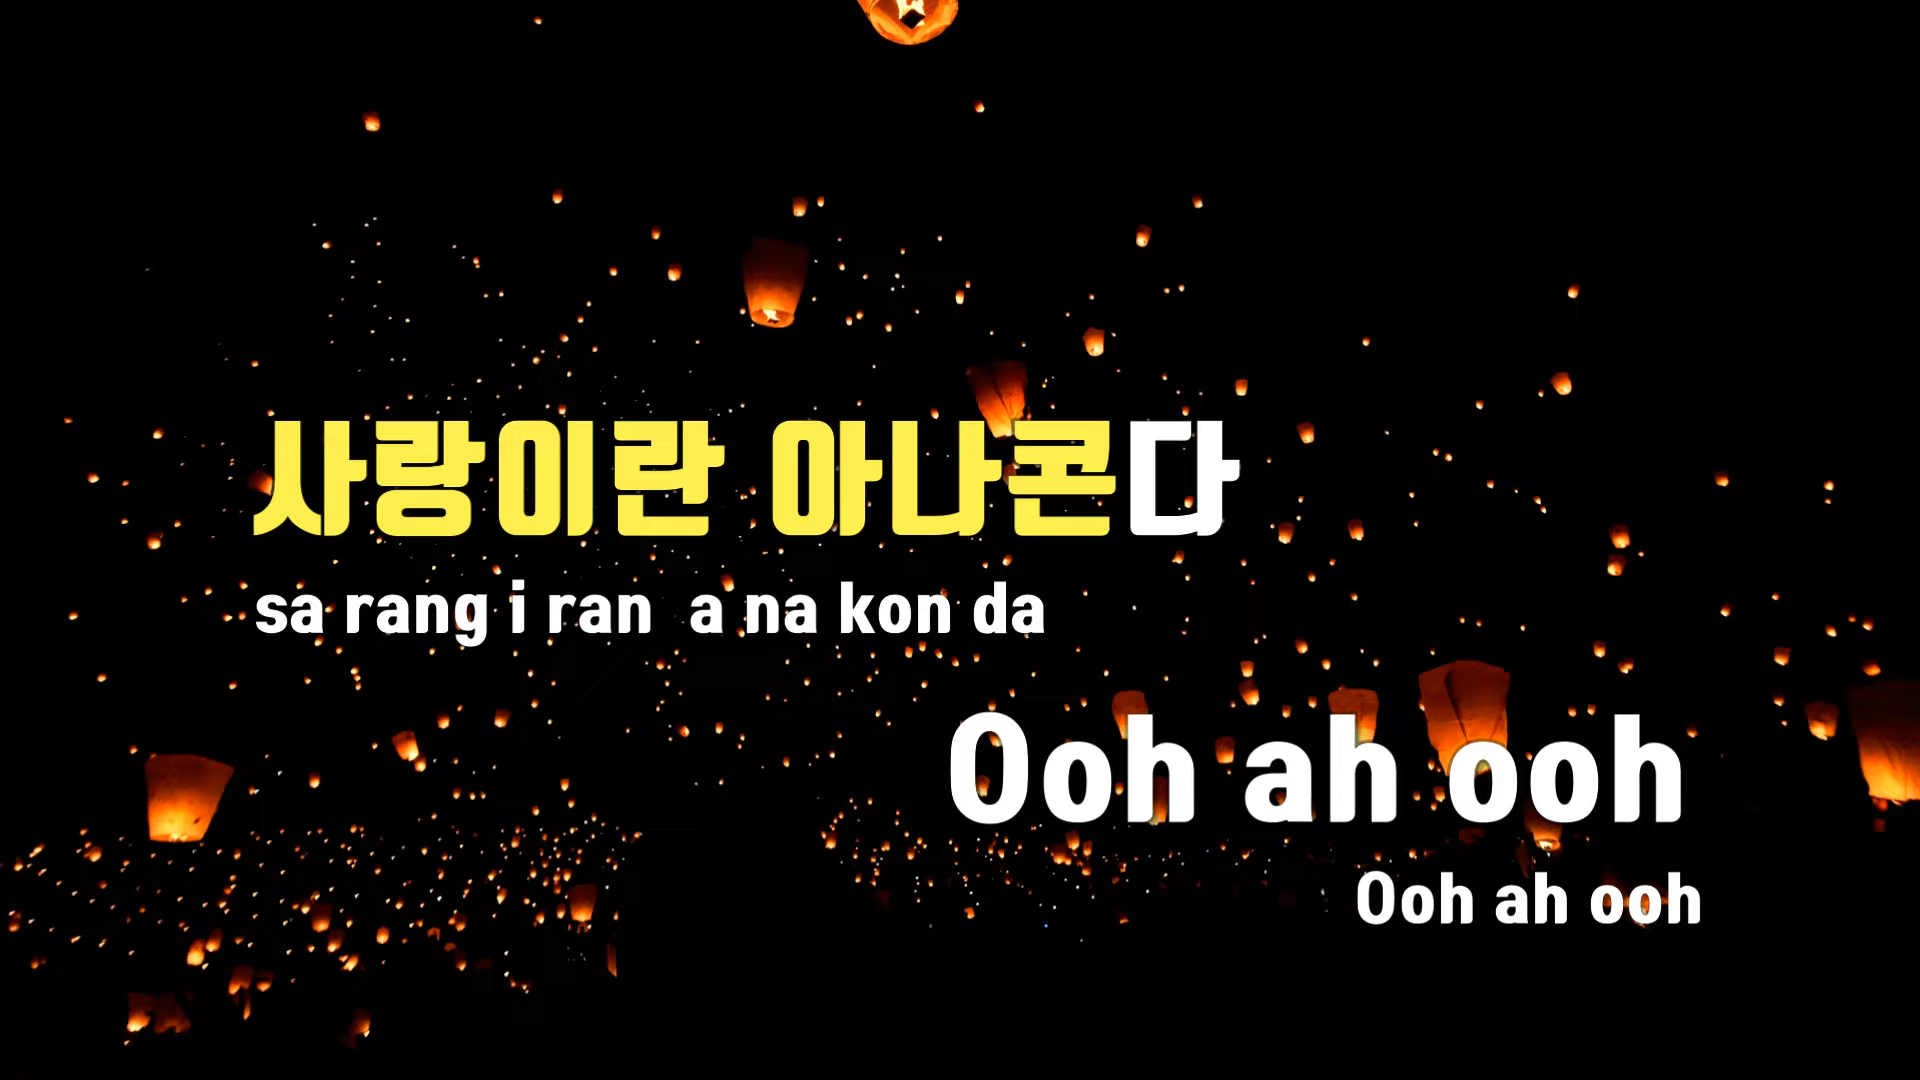 사랑이란 아나콘다
sa rang i ran a na kon da
Ooh ah ooh
Ooh ah ooh